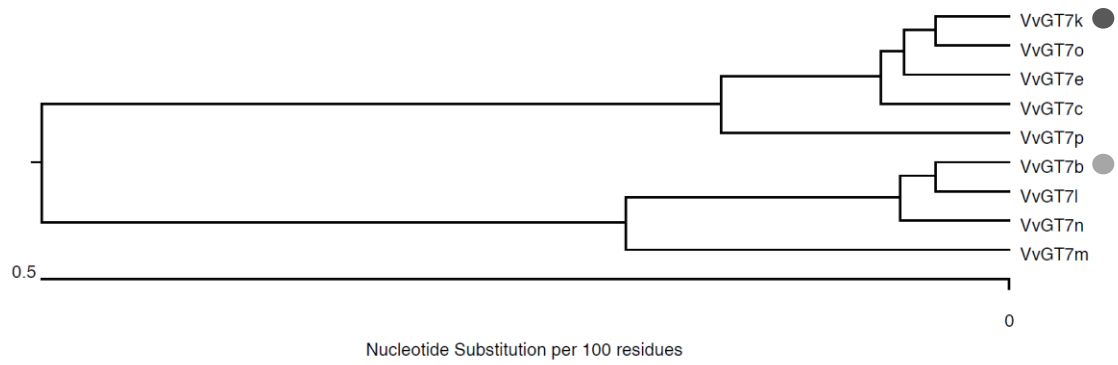 VvGT7k
VvGT7o
VvGT7e
VvGT7c
VvGT7p
VvGT7b
VvGT7l
VvGT7n
VvGT7m
0.5
0
Nucleotide Substitution per 100 residues